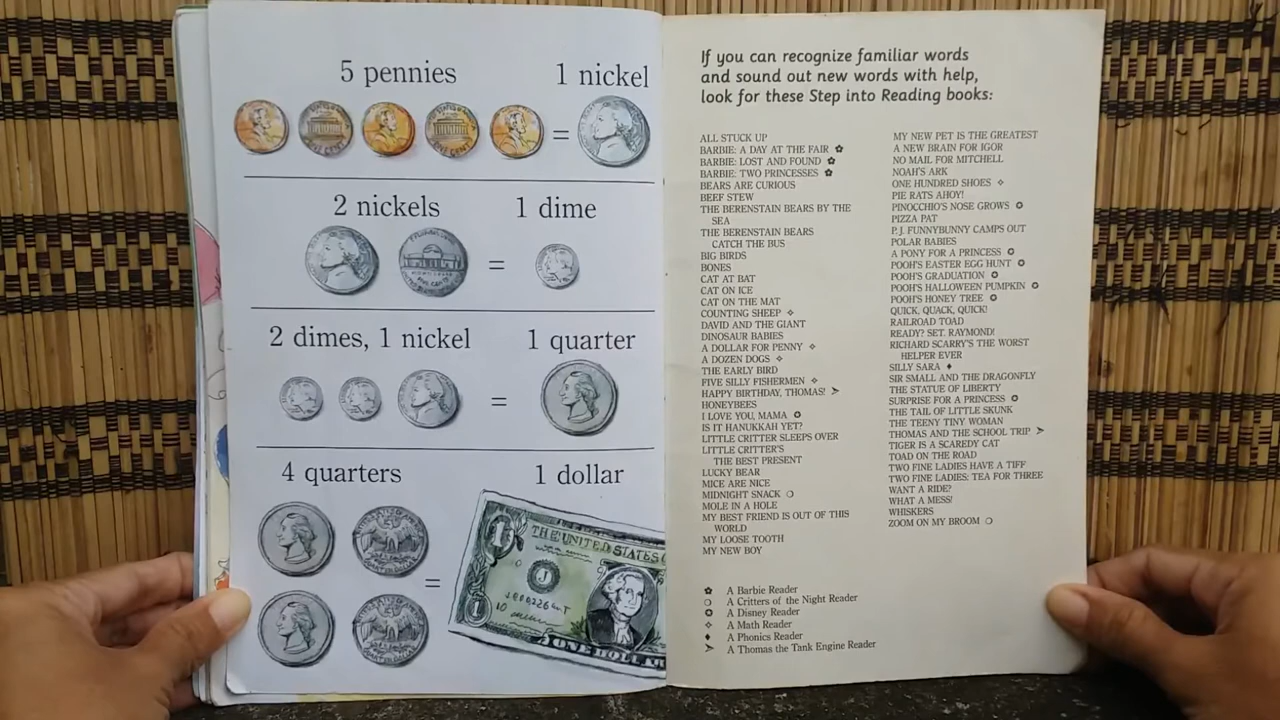 5 pennies 1 nickel
=
2 nickels 1 dime
=
2 dimes, 1 nickel 1 quarter
=
4 quarters 1 dollar
=
THE UNITED STATES
1
J
1
ONE DOLL
If you can recognize familiar words
and sound out new words with help,
look for these Step into Reading books:
ALL STUCK UP
BARBIE: A DAY AT THE FAIR ✿
BARBIE: LOST AND FOUND ✿
BARBIE: TWO PRINCESSES ✿
BEARS ARE CURIOUS
BEEF STEW
THE BERENSTAIN BEARS BY THE
SEA
THE BERENSTAIN BEARS
CATCH THE BUS
BIG BIRDS
BONES
CAT AT BAT
CAT ON ICE
CAT ON THE MAT
COUNTING SHEEP ✧
DAVID AND THE GIANT
DINOSAUR BABIES
A DOLLAR FOR PENNY ✧
A DOZEN DOGS ✧
THE EARLY BIRD
FIVE SILLY FISHERMEN ✧
HAPPY BIRTHDAY, THOMAS! ➢
HONEYBEES
I LOVE YOU, MAMA ✪
IS IT HANUKKAH YET?
LITTLE CRITTER SLEEPS OVER
LITTLE CRITTER'S
THE BEST PRESENT
LUCKY BEAR
MICE ARE NICE
MIDNIGHT SNACK ❍
MOLE IN A HOLE
MY BEST FRIEND IS OUT OF THIS
WORLD
MY LOOSE TOOTH
MY NEW BOY
MY NEW PET IS THE GREATEST
A NEW BRAIN FOR IGOR
NO MAIL FOR MITCHELL
NOAH'S ARK
ONE HUNDRED SHOES ✧
PIE RATS AHOY!
PINOCCHIO'S NOSE GROWS ✪
PIZZA PAT
P. J. FUNNYBUNNY CAMPS OUT
POLAR BABIES
A PONY FOR A PRINCESS ✪
POOH'S EASTER EGG HUNT ✪
POOH'S GRADUATION ✪
POOH'S HALLOWEEN PUMPKIN ✪
POOH'S HONEY TREE ✪
QUICK, QUACK, QUICK!
RAILROAD TOAD
READY? SET. RAYMOND!
RICHARD SCARRY'S THE WORST
HELPER EVER
SILLY SARA ♦
SIR SMALL AND THE DRAGONFLY
THE STATUE OF LIBERTY
SURPRISE FOR A PRINCESS ✪
THE TAIL OF LITTLE SKUNK
THE TEENY TINY WOMAN
THOMAS AND THE SCHOOL TRIP ➢
TIGER IS A SCAREDY CAT
TOAD ON THE ROAD
TWO FINE LADIES HAVE A TIFF
TWO FINE LADIES: TEA FOR THREE
WANT A RIDE?
WHAT A MESS!
WHISKERS
ZOOM ON MY BROOM ❍
✿ A Barbie Reader
❍ A Critters of the Night Reader
✪ A Disney Reader
✧ A Math Reader
♦ A Phonics Reader
➢ A Thomas the Tank Engine Reader